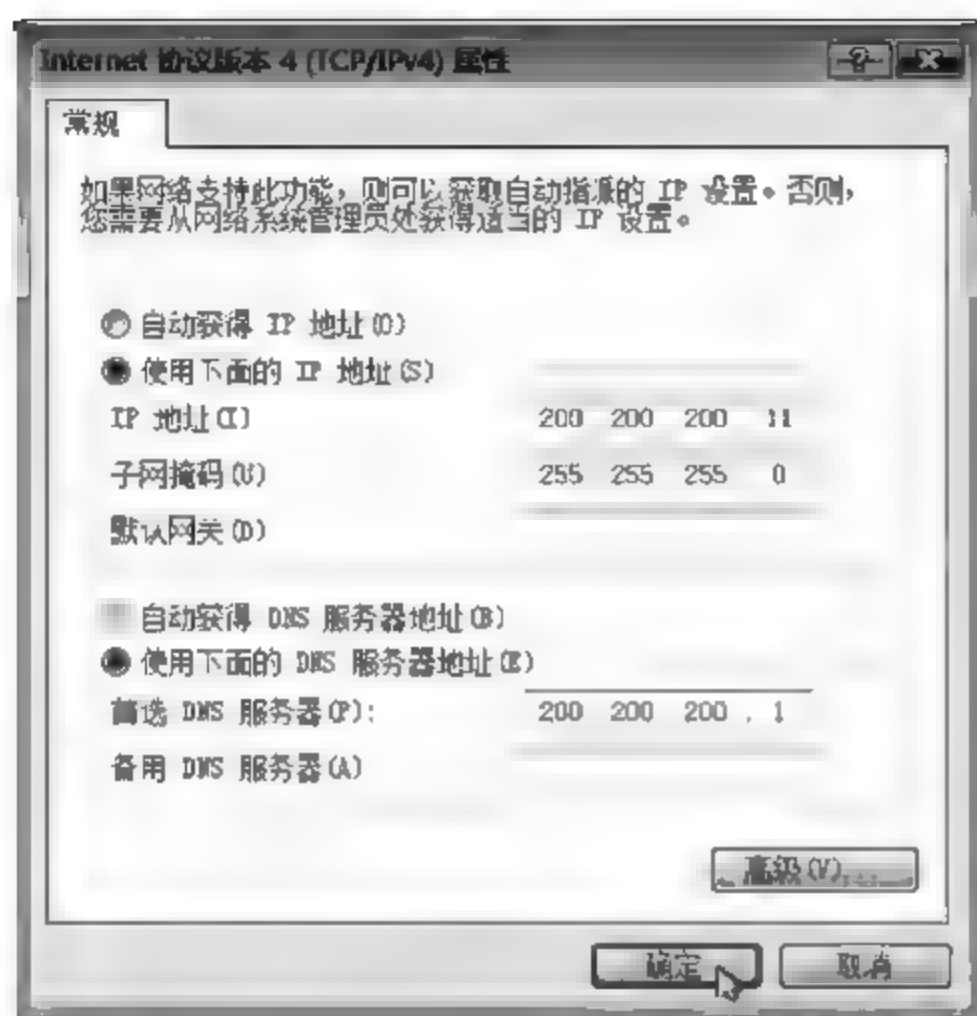 Internet 协议版本 4 (TCP/IPv4) 属性
常规
如果网络支持此功能，则可以获取自动指派的 IP 设置。否则，
您需要从网络系统管理员处获得适当的 IP 设置。
自动获得 IP 地址(O)
使用下面的 IP 地址(S)
IP 地址(I) 200 200 200 11
子网掩码(U) 255 255 255 0
默认网关(D)
自动获得 DNS 服务器地址(B)
使用下面的 DNS 服务器地址(E)
首选 DNS 服务器(P): 200 200 200 . 1
备用 DNS 服务器(A)
高级(V)...
确定 取消